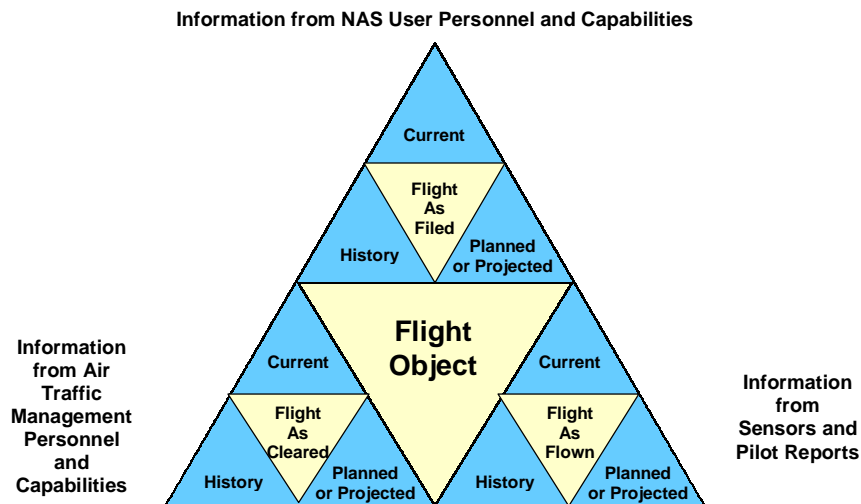 Information from NAS User Personnel and Capabilities
Current
Flight
As
Filed
History
Planned
or Projected
Flight
Object
Information
from Air
Traffic
Management
Personnel
and
Capabilities
Current
Flight
As
Cleared
History
Planned
or Projected
Current
Flight
As
Flown
History
Planned
or Projected
Information
from
Sensors and
Pilot Reports